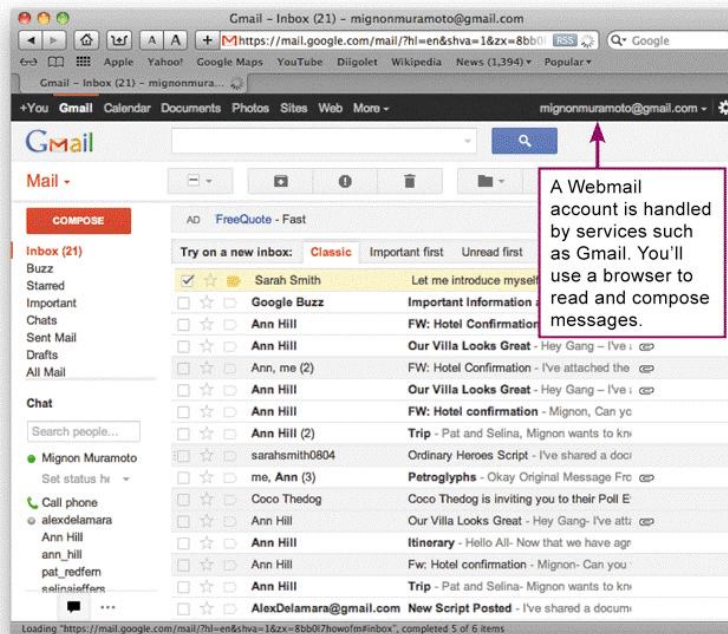 Gmail – Inbox (21) – mignonmuramoto@gmail.com
A A + https://mail.google.com/mail/?hl=en&shva=1&zx=8bb0 RSS Google
Apple Yahoo! Google Maps YouTube Diigolet Wikipedia News (1,394) Popular
Gmail – Inbox (21) – mignonmura...
+You Gmail Calendar Documents Photos Sites Web More mignonmuramoto@gmail.com
Gmail
Mail
COMPOSE
Inbox (21)
Buzz
Starred
Important
Chats
Sent Mail
Drafts
All Mail
Chat
Search people...
Mignon Muramoto
Set status he
Call phone
alexdelamara
Ann Hill
ann_hill
pat_redfern
selinajeffers
AD FreeQuote - Fast
Try on a new inbox: Classic Important first Unread first
Sarah Smith Let me introduce myself
Google Buzz Important Information
Ann Hill FW: Hotel Confirmation
Ann Hill Our Villa Looks Great - Hey Gang – I've
Ann, me (2) FW: Hotel Confirmation - I've attached the
Ann Hill Our Villa Looks Great - Hey Gang – I've
Ann Hill FW: Hotel confirmation - Mignon, Can yo
Ann Hill (2) Trip - Pat and Selina, Mignon wants to kn
sarahsmith0804 Ordinary Heroes Script - I've shared a doc
me, Ann (3) Petroglyphs - Okay Original Message Fro
Coco Thedog Coco Thedog is inviting you to their Poll E
Ann Hill Our Villa Looks Great - Hey Gang- I've atta
Ann Hill Itinerary - Hello All- Now that we have agr
Ann Hill Fw: Hotel confirmation - Mignon- Can you
Ann Hill Trip - Pat and Selina- Mignon wants to kn
AlexDelamara@gmail.com New Script Posted - I've shared a docum
A Webmail
account is handled
by services such
as Gmail. You'll
use a browser to
read and compose
messages.
Loading "https://mail.google.com/mail/?hl=en&shva=1&zx=8bb0l7howofm#inbox", completed 5 of 6 items